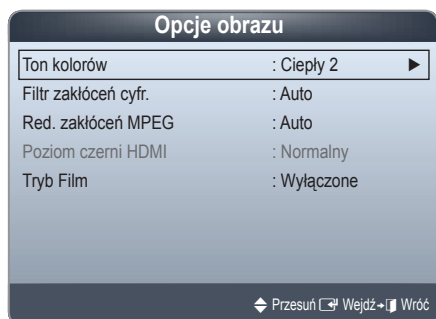 Opcje obrazu
Ton kolorów : Ciepły 2
Filtr zakłóceń cyfr. : Auto
Red. zakłóceń MPEG : Auto
Poziom czerni HDMI : Normalny
Tryb Film : Wyłączone
Przesuń Wejdź Wróć